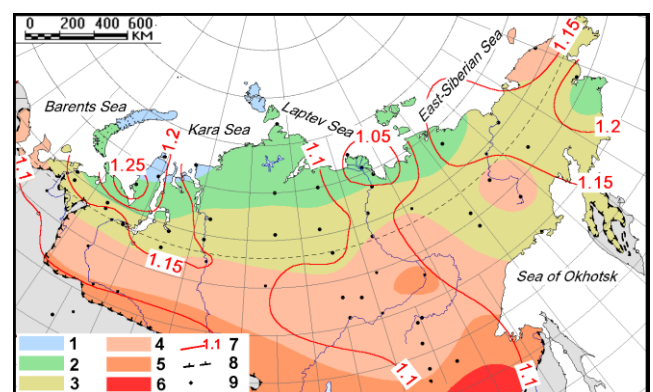 0 200 400 600
KM
Barents Sea
Kara Sea
Laptev Sea
East-Siberian Sea
Sea of Okhotsk
1.15
1.2
1.15
1.05
1.1
1.2
1.25
1.1
1.15
1.1
1.1
1 4 1.1 7
2 5 8
3 6 9